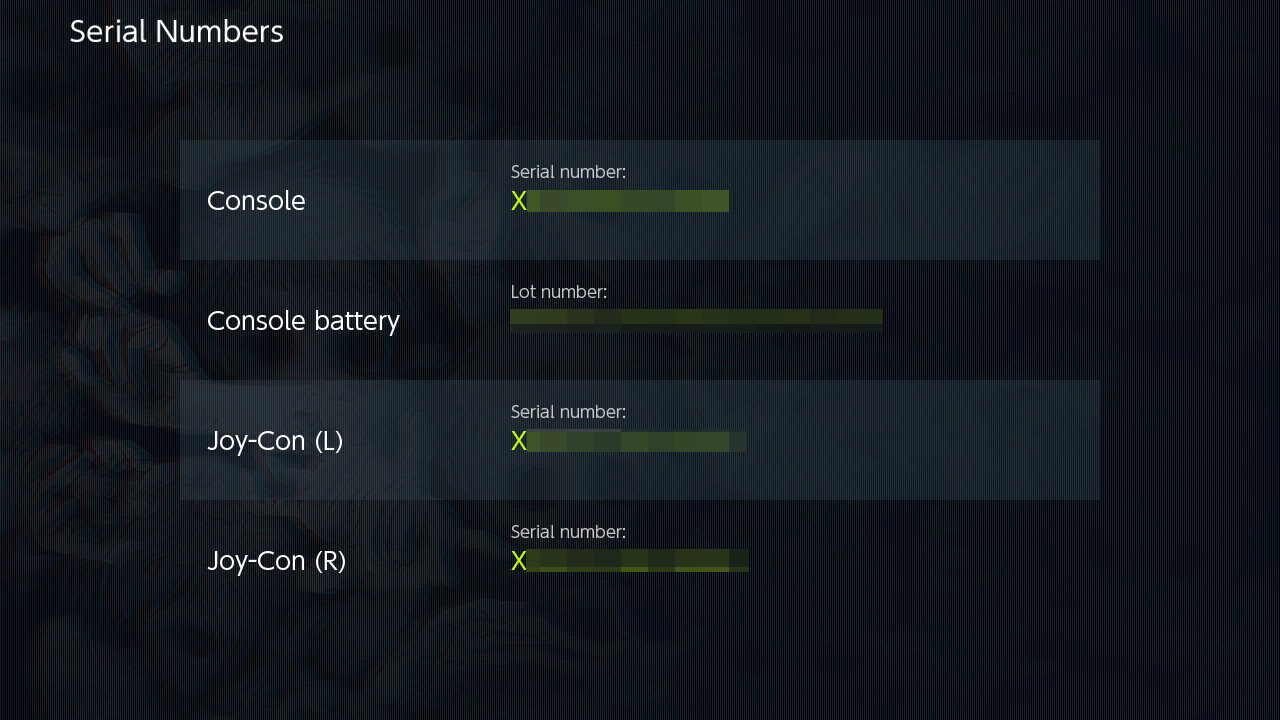 Serial Numbers
Console
Serial number:
X
Console battery
Lot number:
Joy-Con (L)
Serial number:
X
Joy-Con (R)
Serial number:
X